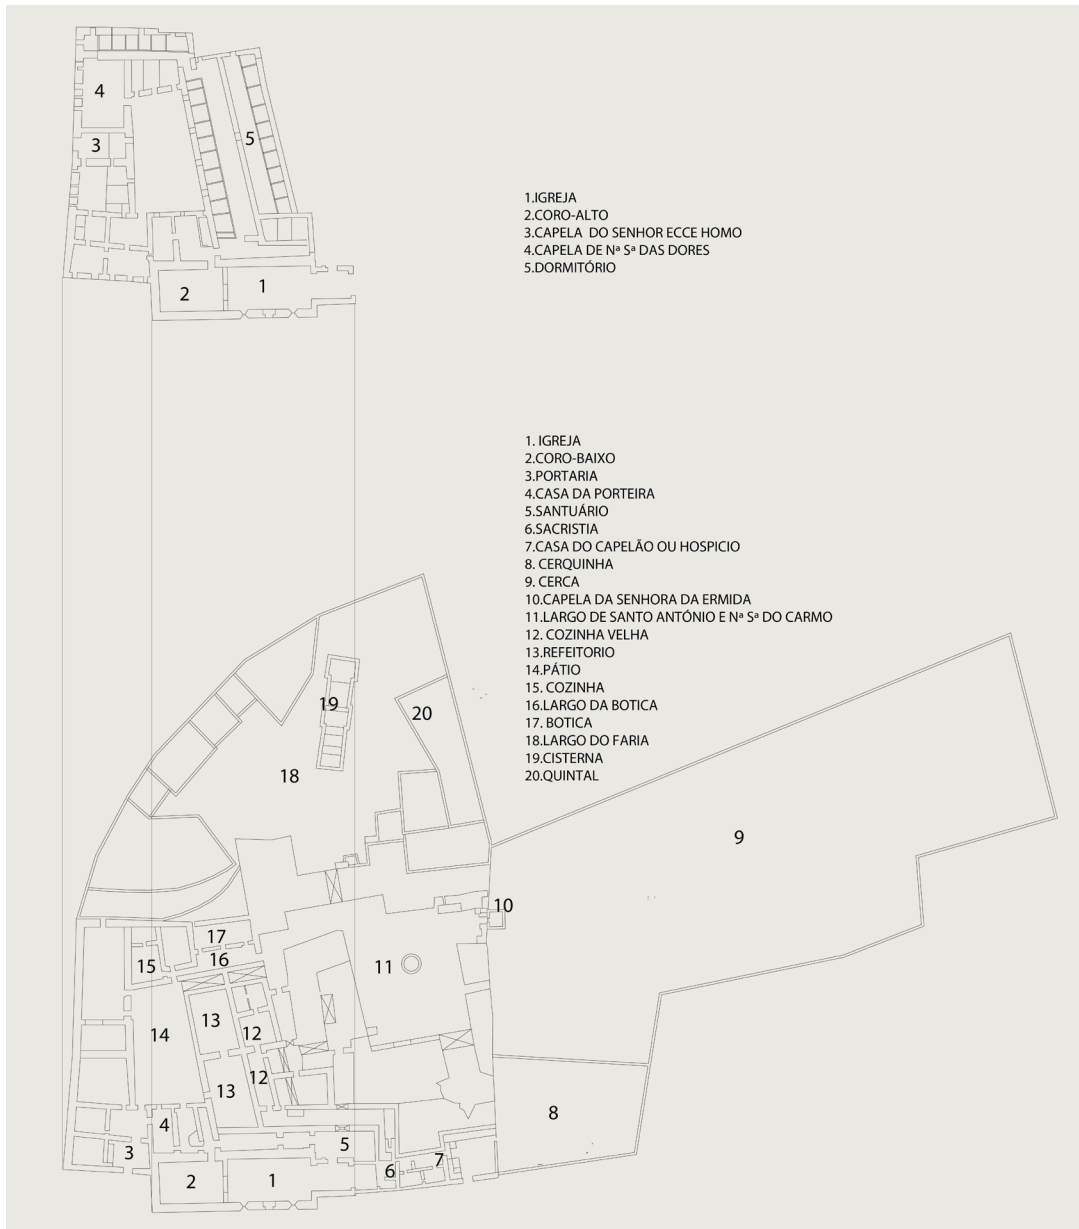 4
3
5
2
1
1.IGREJA
2.CORO-ALTO
3.CAPELA DO SENHOR ECCE HOMO
4.CAPELA DE Nª Sª DAS DORES
5.DORMITÓRIO
1. IGREJA
2.CORO-BAIXO
3.PORTARIA
4.CASA DA PORTEIRA
5.SANTUÁRIO
6.SACRISTIA
7.CASA DO CAPELÃO OU HOSPICIO
8. CERQUINHA
9. CERCA
10.CAPELA DA SENHORA DA ERMIDA
11.LARGO DE SANTO ANTÓNIO E Nª Sª DO CARMO
12. COZINHA VELHA
13.REFEITORIO
14.PÁTIO
15. COZINHA
16.LARGO DA BOTICA
17. BOTICA
18.LARGO DO FARIA
19.CISTERNA
20.QUINTAL
19
20
18
9
10
17
16
15
11
13
14
12
12
13
8
4
5
3
7
6
2
1